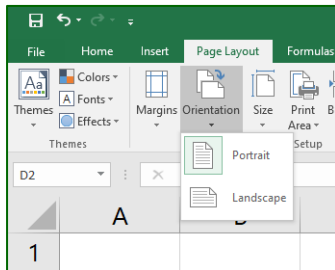 File Home Insert Page Layout Formulas
Aa Colors
A Fonts
Effects
Themes Margins Orientation Size Print
Area
Themes Setup
Portrait
Landscape
D2
A
1